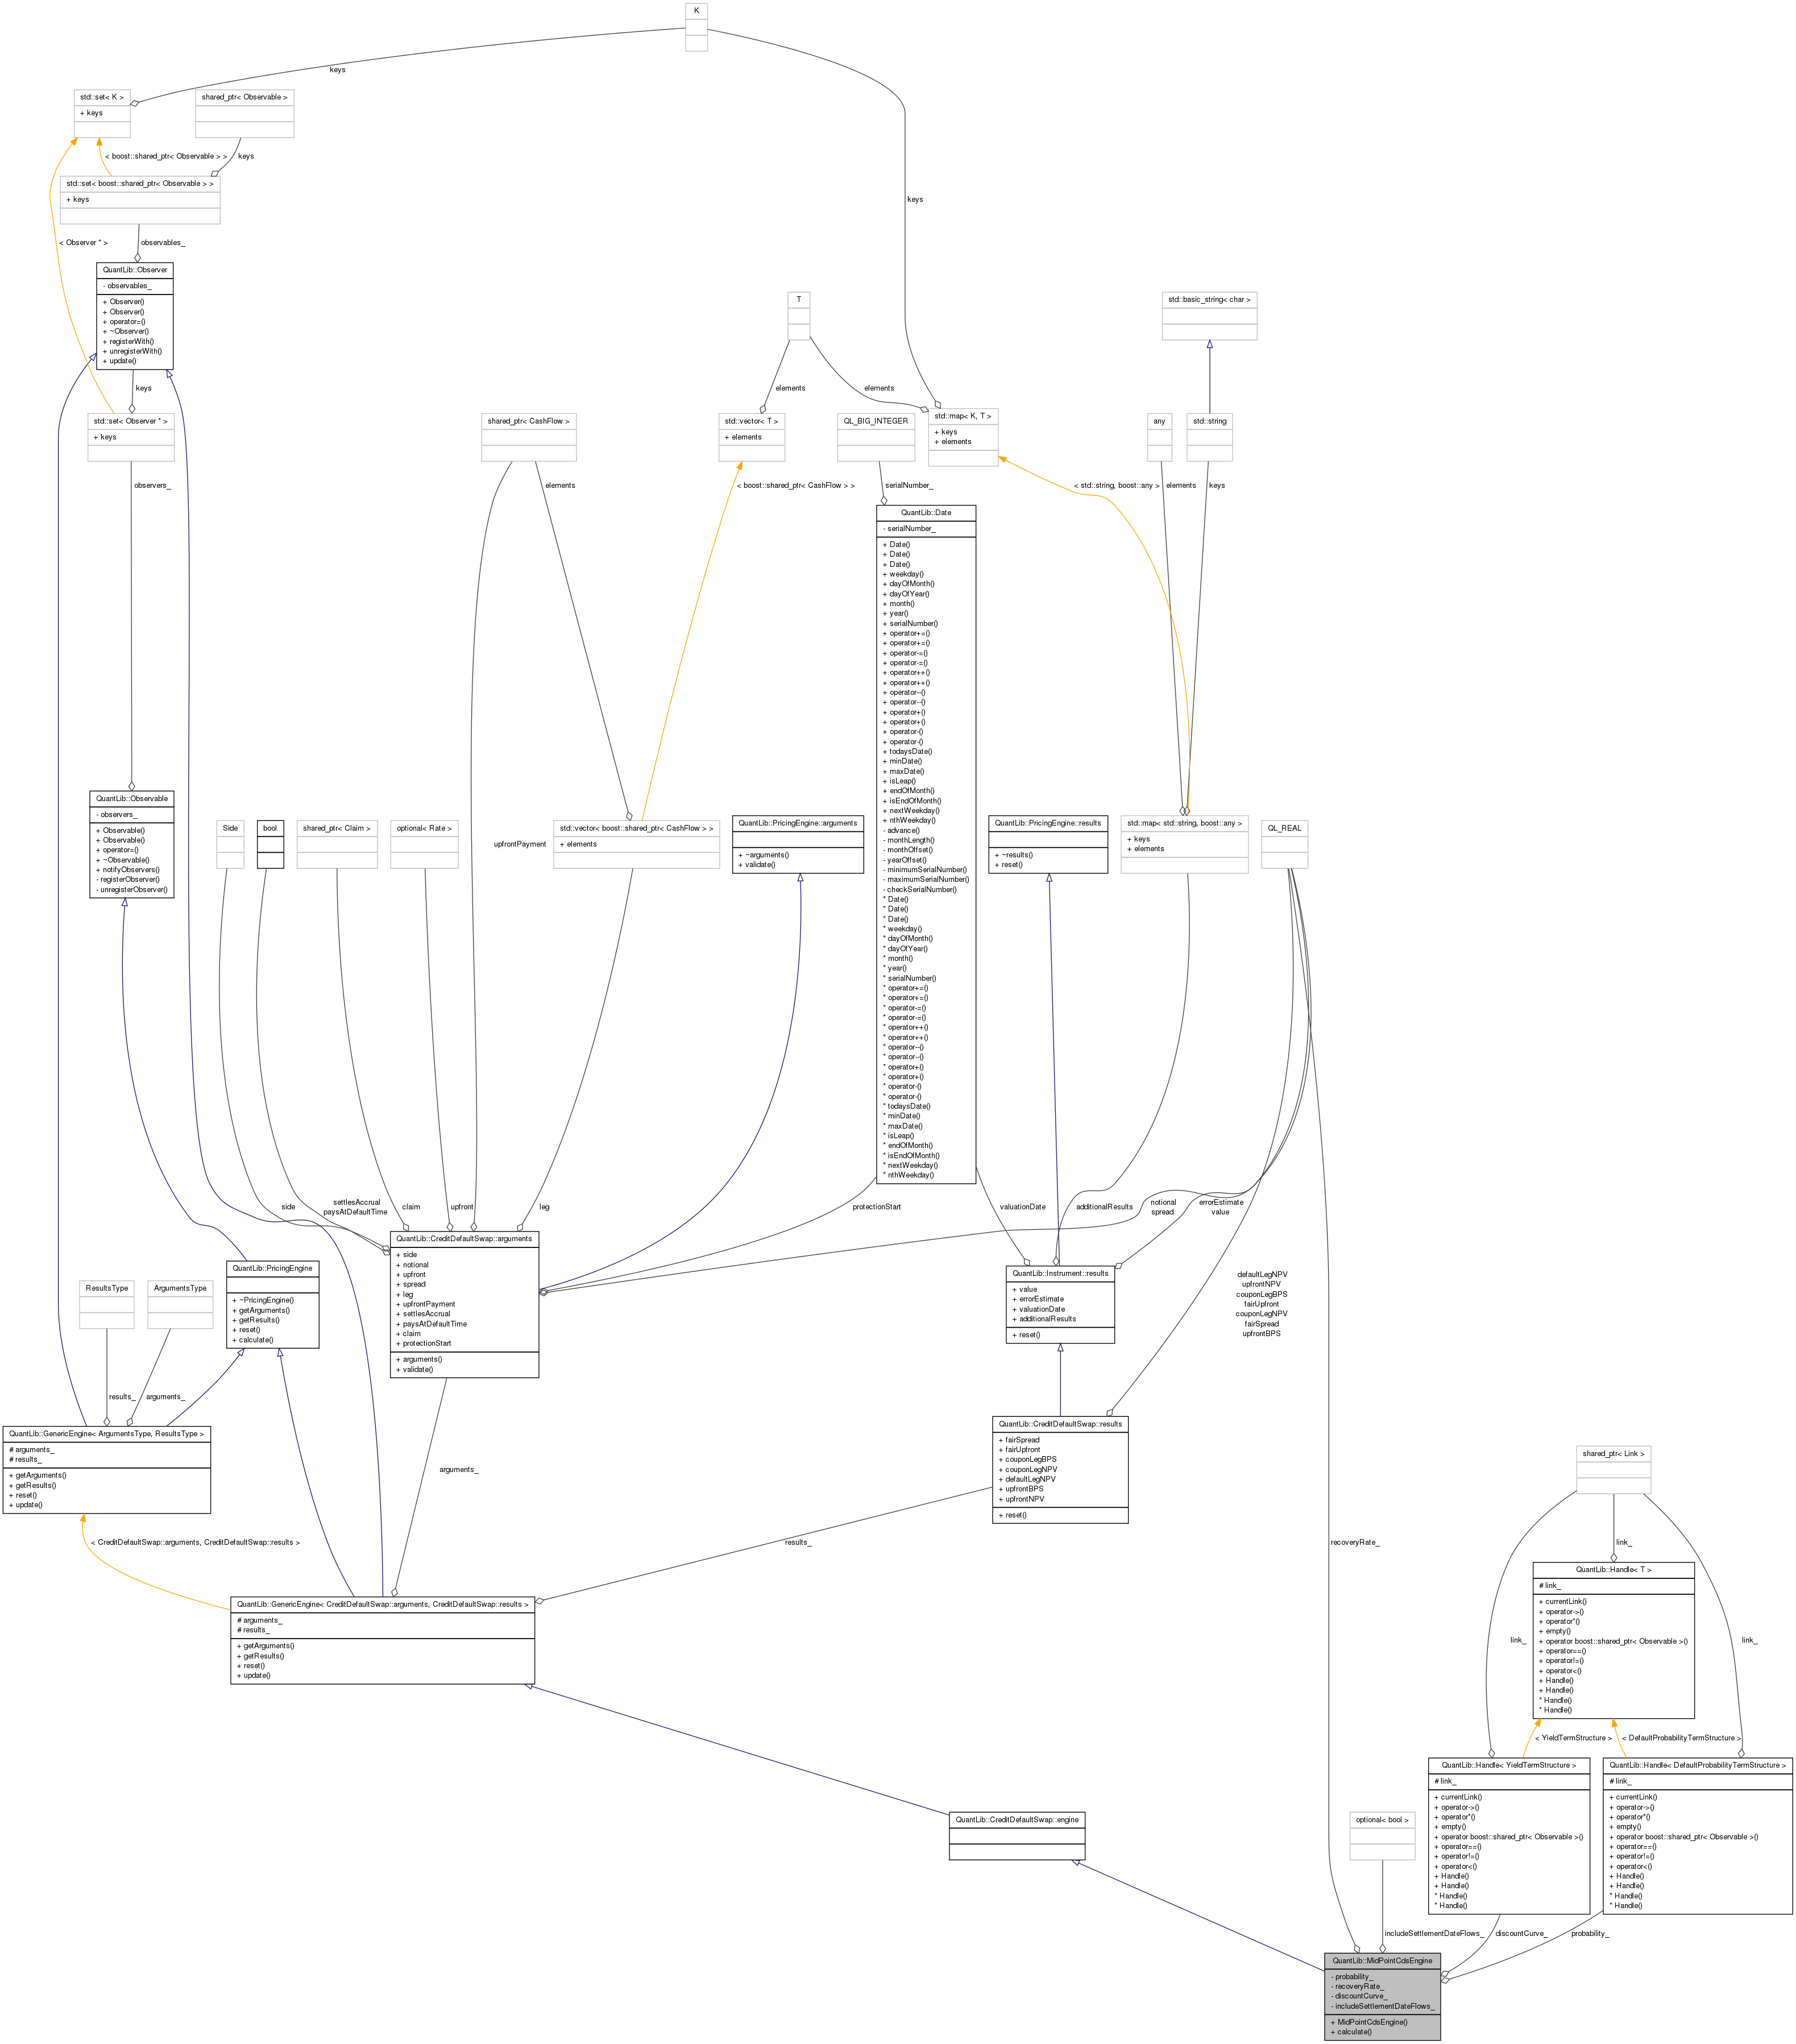 K
keys
std::set< K >
+ keys
shared_ptr< Observable >
< boost::shared_ptr< Observable > >
keys
keys
std::set< boost::shared_ptr< Observable > >
+ keys
< Observer * >
observables_
QuantLib::Observer
- observables_
+ Observer()
+ Observer()
+ operator=()
+ ~Observer()
+ registerWith()
+ unregisterWith()
+ update()
T
std::basic_string< char >
keys
elements
elements
std::set< Observer * >
+ keys
shared_ptr< CashFlow >
std::vector< T >
+ elements
QL_BIG_INTEGER
std::map< K, T >
+ keys
+ elements
any
std::string
observers_
elements
< boost::shared_ptr< CashFlow > >
serialNumber_
< std::string, boost::any >
elements
keys
QuantLib::Date
- serialNumber_
+ Date()
+ Date()
+ Date()
+ weekday()
+ dayOfMonth()
+ dayOfYear()
+ month()
+ year()
+ serialNumber()
+ operator+=()
+ operator+=()
+ operator-=()
+ operator-=()
+ operator++()
+ operator++()
+ operator--()
+ operator--()
+ operator+()
+ operator+()
+ operator-()
+ operator-()
+ todaysDate()
+ minDate()
+ maxDate()
+ isLeap()
+ endOfMonth()
+ isEndOfMonth()
+ nextWeekday()
+ nthWeekday()
- advance()
- monthLength()
- monthOffset()
- yearOffset()
- minimumSerialNumber()
- maximumSerialNumber()
- checkSerialNumber()
* Date()
* Date()
* Date()
* weekday()
* dayOfMonth()
* dayOfYear()
* month()
* year()
* serialNumber()
* operator+=()
* operator+=()
* operator-=()
* operator-=()
* operator++()
* operator++()
* operator--()
* operator--()
* operator+()
* operator+()
* operator-()
* operator-()
* todaysDate()
* minDate()
* maxDate()
* isLeap()
* endOfMonth()
* isEndOfMonth()
* nextWeekday()
* nthWeekday()
QuantLib::Observable
- observers_
+ Observable()
+ Observable()
+ operator=()
+ ~Observable()
+ notifyObservers()
- registerObserver()
- unregisterObserver()
Side
bool
shared_ptr< Claim >
optional< Rate >
upfrontPayment
std::vector< boost::shared_ptr< CashFlow > >
+ elements
QuantLib::PricingEngine::arguments
+ ~arguments()
+ validate()
QuantLib::PricingEngine::results
+ ~results()
+ reset()
std::map< std::string, boost::any >
+ keys
+ elements
QL_REAL
side
settlesAccrual
paysAtDefaultTime
claim
upfront
leg
protectionStart
valuationDate
additionalResults
notional
spread
errorEstimate
value
QuantLib::CreditDefaultSwap::arguments
+ side
+ notional
+ upfront
+ spread
+ leg
+ upfrontPayment
+ settlesAccrual
+ paysAtDefaultTime
+ claim
+ protectionStart
+ arguments()
+ validate()
QuantLib::PricingEngine
+ ~PricingEngine()
+ getArguments()
+ getResults()
+ reset()
+ calculate()
ResultsType
ArgumentsType
QuantLib::Instrument::results
+ value
+ errorEstimate
+ valuationDate
+ additionalResults
+ reset()
defaultLegNPV
upfrontNPV
couponLegBPS
fairUpfront
couponLegNPV
fairSpread
upfrontBPS
results_
arguments_
QuantLib::GenericEngine< ArgumentsType, ResultsType >
# arguments_
# results_
+ getArguments()
+ getResults()
+ reset()
+ update()
arguments_
QuantLib::CreditDefaultSwap::results
+ fairSpread
+ fairUpfront
+ couponLegBPS
+ couponLegNPV
+ defaultLegNPV
+ upfrontBPS
+ upfrontNPV
+ reset()
shared_ptr< Link >
< CreditDefaultSwap::arguments, CreditDefaultSwap::results >
results_
recoveryRate_
link_
QuantLib::Handle< T >
# link_
+ currentLink()
+ operator->()
+ operator*()
+ empty()
+ operator boost::shared_ptr< Observable >()
+ operator==()
+ operator!=()
+ operator<()
+ Handle()
+ Handle()
* Handle()
* Handle()
link_
link_
QuantLib::GenericEngine< CreditDefaultSwap::arguments, CreditDefaultSwap::results >
# arguments_
# results_
+ getArguments()
+ getResults()
+ reset()
+ update()
< YieldTermStructure >
< DefaultProbabilityTermStructure >
QuantLib::CreditDefaultSwap::engine
optional< bool >
QuantLib::Handle< YieldTermStructure >
# link_
+ currentLink()
+ operator->()
+ operator*()
+ empty()
+ operator boost::shared_ptr< Observable >()
+ operator==()
+ operator!=()
+ operator<()
+ Handle()
+ Handle()
* Handle()
* Handle()
QuantLib::Handle< DefaultProbabilityTermStructure >
# link_
+ currentLink()
+ operator->()
+ operator*()
+ empty()
+ operator boost::shared_ptr< Observable >()
+ operator==()
+ operator!=()
+ operator<()
+ Handle()
+ Handle()
* Handle()
* Handle()
includeSettlementDateFlows_
discountCurve_
probability_
QuantLib::MidPointCdsEngine
- probability_
- recoveryRate_
- discountCurve_
- includeSettlementDateFlows_
+ MidPointCdsEngine()
+ calculate()